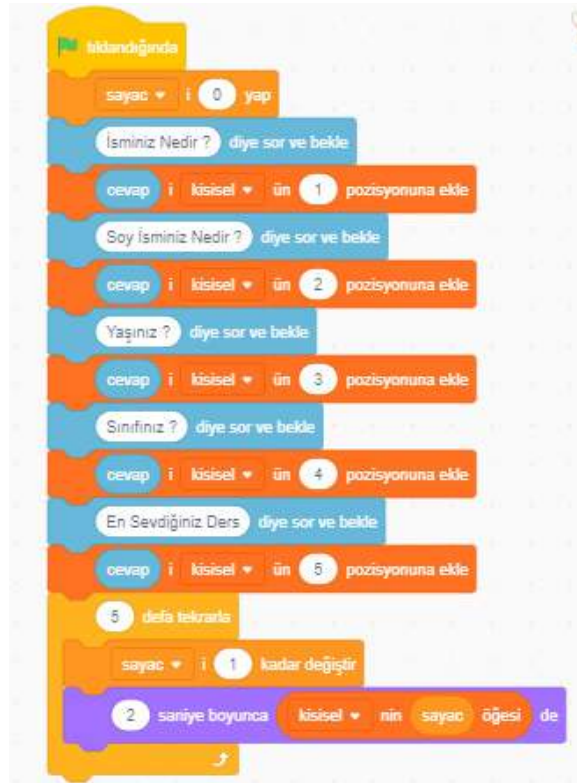 tıklandığında
sayac i 0 yap
İsminiz Nedir ? diye sor ve bekle
cevap i kisisel ün 1 pozisyonuna ekle
Soy İsminiz Nedir ? diye sor ve bekle
cevap i kisisel ün 2 pozisyonuna ekle
Yaşınız ? diye sor ve bekle
cevap i kisisel ün 3 pozisyonuna ekle
Sınıfınız ? diye sor ve bekle
cevap i kisisel ün 4 pozisyonuna ekle
En Sevdiğiniz Ders diye sor ve bekle
cevap i kisisel ün 5 pozisyonuna ekle
5 defa tekrarla
sayac i 1 kadar değiştir
2 saniye boyunca kisisel nin sayac öğesi de